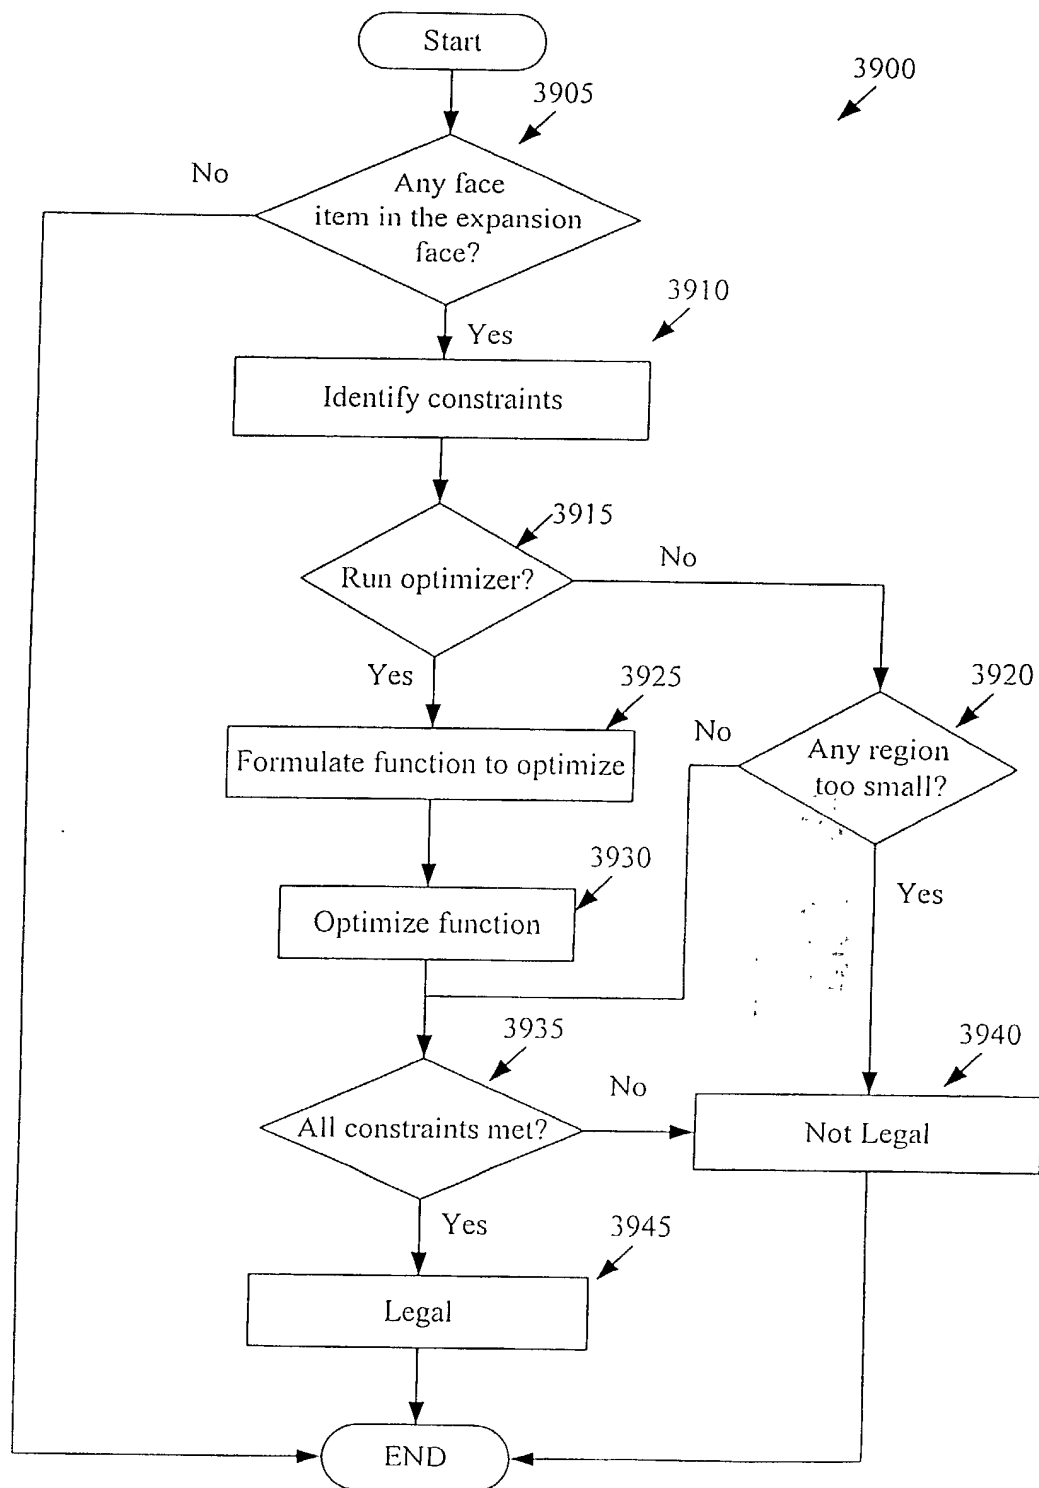 Start
3900
3905
No
Any face
item in the expansion
face?
3910
Yes
Identify constraints
3915
No
Run optimizer?
Yes
3925
3920
No
Any region
too small?
Formulate function to optimize
3930
Yes
Optimize function
3935
3940
No
All constraints met?
Not Legal
Yes
3945
Legal
END